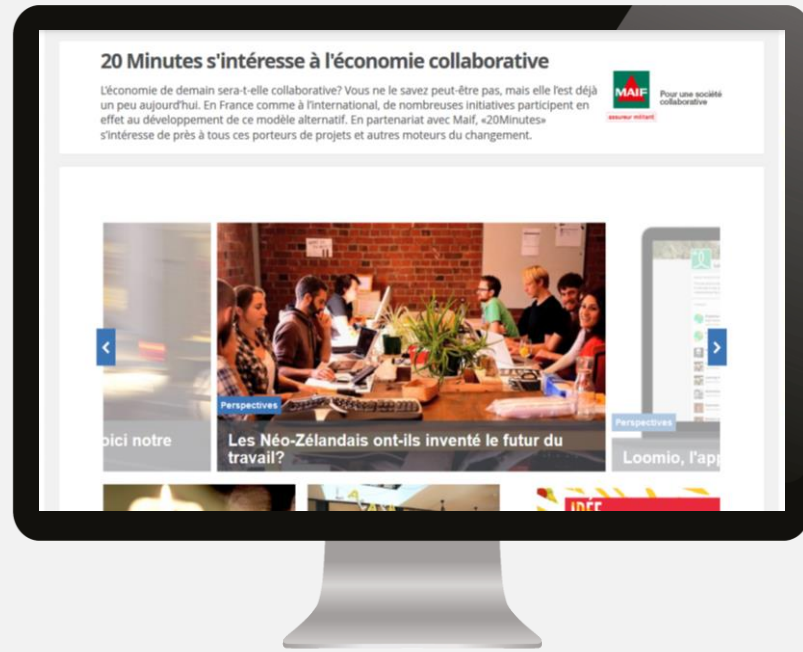 20 Minutes s'intéresse à l'économie collaborative
L'économie de demain sera-t-elle collaborative? Vous ne le savez peut-être pas, mais elle l'est déjà
un peu aujourd'hui. En France comme à l'international, de nombreuses initiatives participent en
effet au développement de ce modèle alternatif. En partenariat avec Maif, «20Minutes»
s'intéresse de près à tous ces porteurs de projets et autres moteurs du changement.
MAIF
assureur militant
Pour une société
collaborative
oici notre
Perspectives
Les Néo-Zélandais ont-ils inventé le futur du
travail?
Perspectives
Loomio, l'app
IDÉE